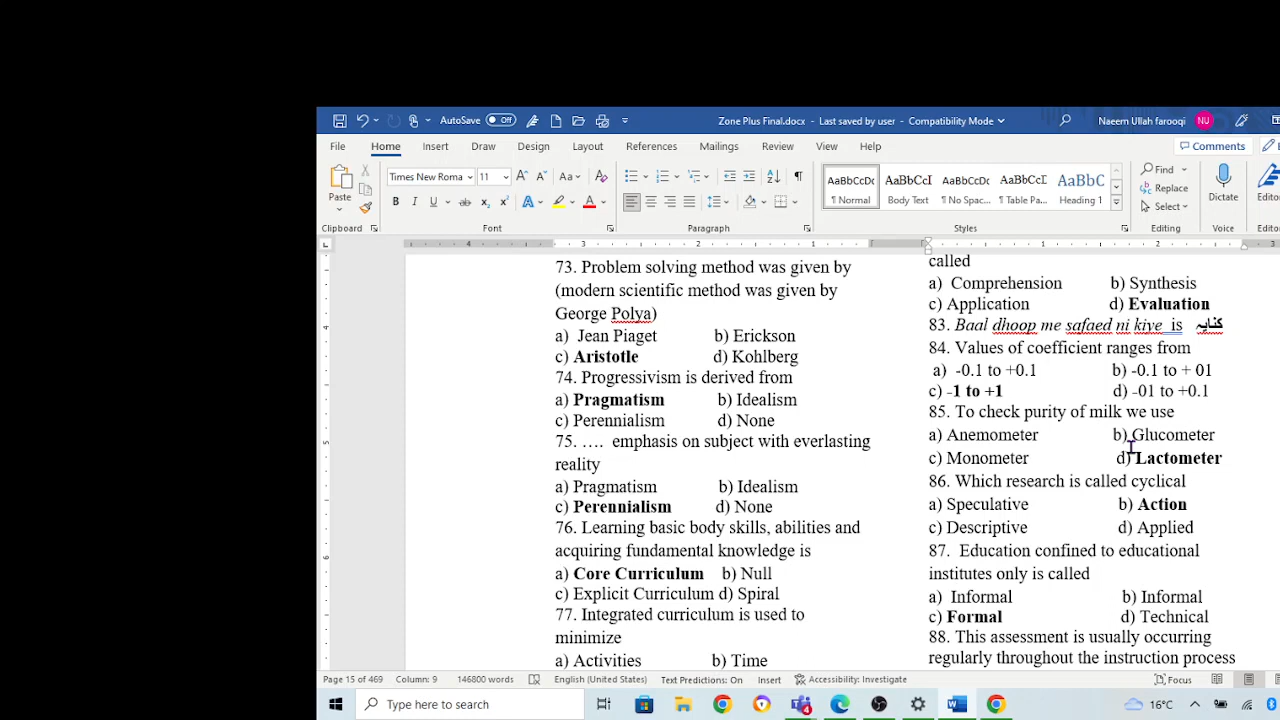 AutoSave Off Zone Plus Final.docx - Last saved by user - Compatibility Mode Naeem Ullah farooqi NU
File Home Insert Draw Design Layout References Mailings Review View Help Comments
Paste Times New Roma 11 Aa AaBbCcDc AaBbCcI AaBbCcDc AaBbCcDc AaBbC Find Replace Select Dictate
¶ Normal Body Text ¶ No Spac... ¶ Table Pa... Heading 1
Clipboard Font Paragraph Styles Editing Voice
73. Problem solving method was given by
(modern scientific method was given by
George Polya)
a) Jean Piaget b) Erickson
c) Aristotle d) Kohlberg
74. Progressivism is derived from
a) Pragmatism b) Idealism
c) Perennialism d) None
75. …. emphasis on subject with everlasting
reality
a) Pragmatism b) Idealism
c) Perennialism d) None
76. Learning basic body skills, abilities and
acquiring fundamental knowledge is
a) Core Curriculum b) Null
c) Explicit Curriculum d) Spiral
77. Integrated curriculum is used to
minimize
a) Activities b) Time
called
a) Comprehension b) Synthesis
c) Application d) Evaluation
83. Baal dhoop me safaed ni kiye is کنایہ
84. Values of coefficient ranges from
a) -0.1 to +0.1 b) -0.1 to + 01
c) -1 to +1 d) -01 to +0.1
85. To check purity of milk we use
a) Anemometer b) Glucometer
c) Monometer d) Lactometer
86. Which research is called cyclical
a) Speculative b) Action
c) Descriptive d) Applied
87. Education confined to educational
institutes only is called
a) Informal b) Informal
c) Formal d) Technical
88. This assessment is usually occurring
regularly throughout the instruction process
Page 15 of 469 Column: 9 146800 words English (United States) Text Predictions: On Insert Accessibility: Investigate Focus
Type here to search 16°C